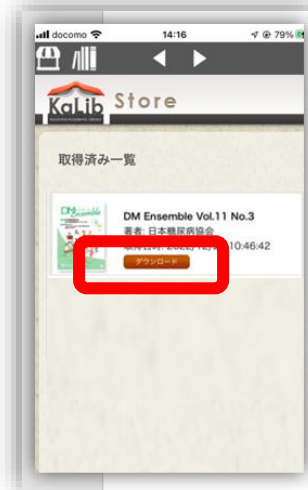 docomo 14:16 79%
KaLib Store
取得済み一覧
DM Ensemble Vol.11 No.3
著者: 日本糖尿病協会
10:46:42
ダウンロード